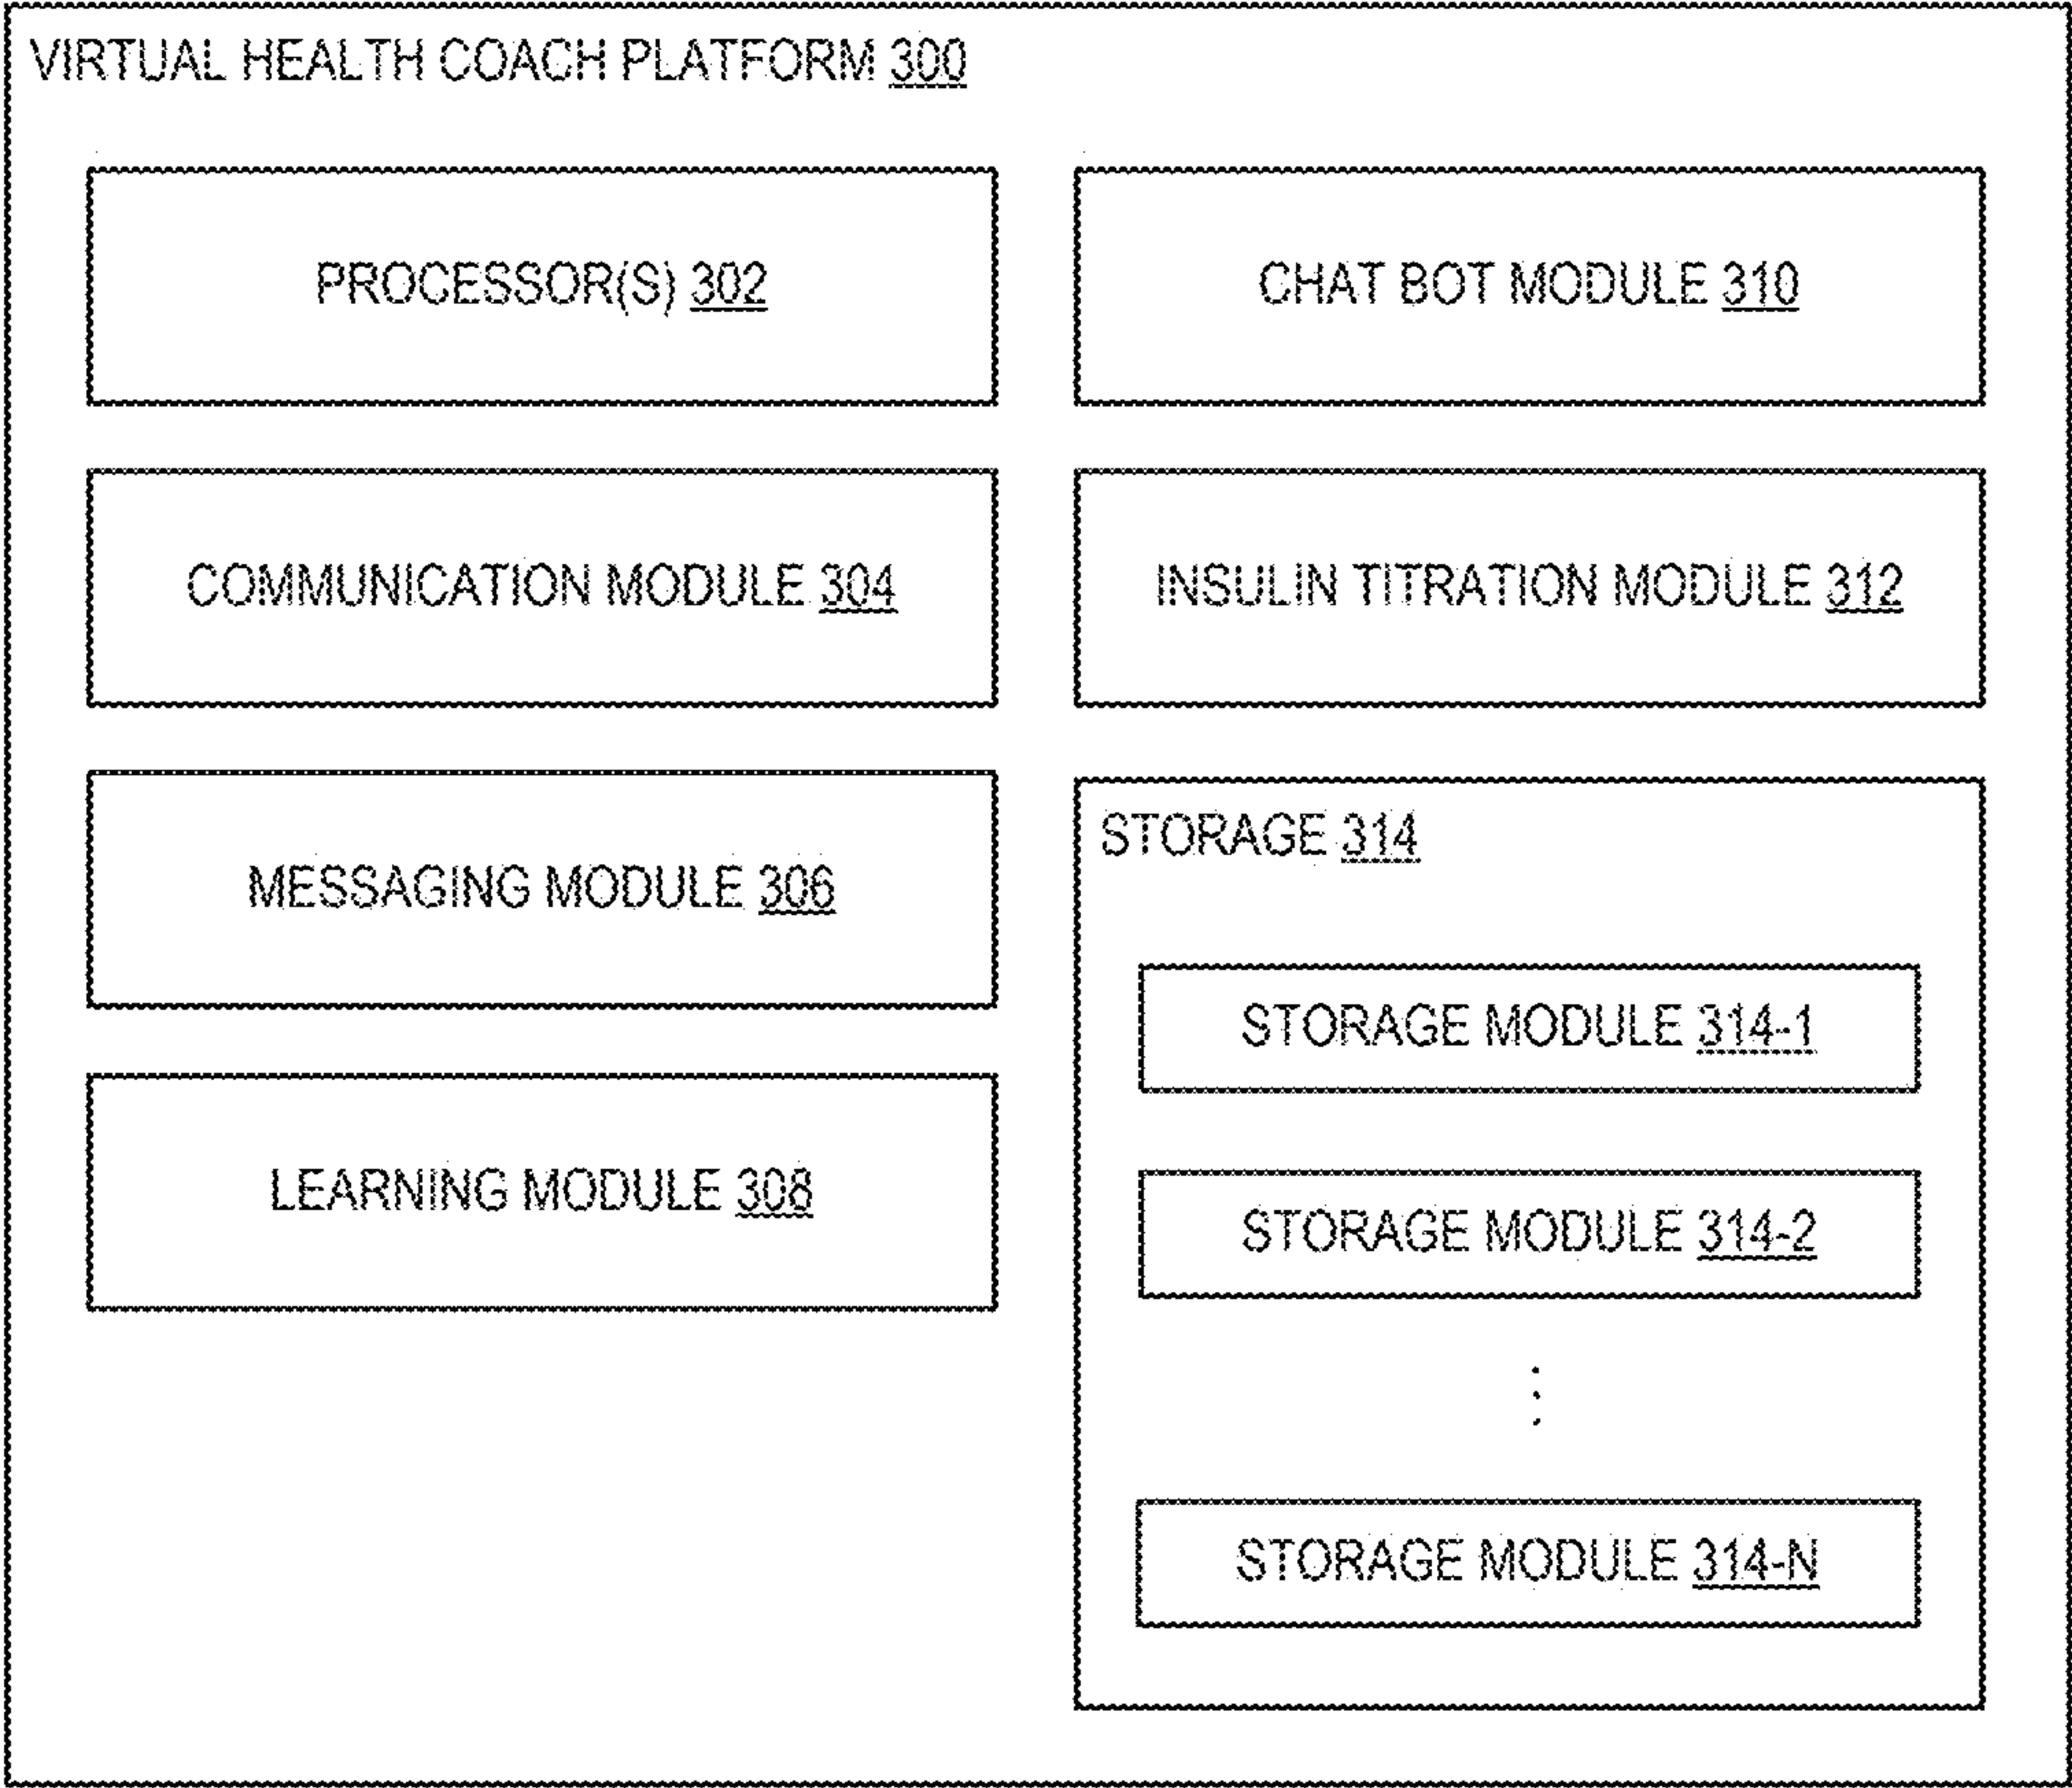 VIRTUAL HEALTH COACH PLATFORM 300
PROCESSOR(S) 302
COMMUNICATION MODULE 304
MESSAGING MODULE 306
LEARNING MODULE 308
CHAT BOT MODULE 310
INSULIN TITRATION MODULE 312
STORAGE 314
STORAGE MODULE 314-1
STORAGE MODULE 314-2
⋮
STORAGE MODULE 314-N